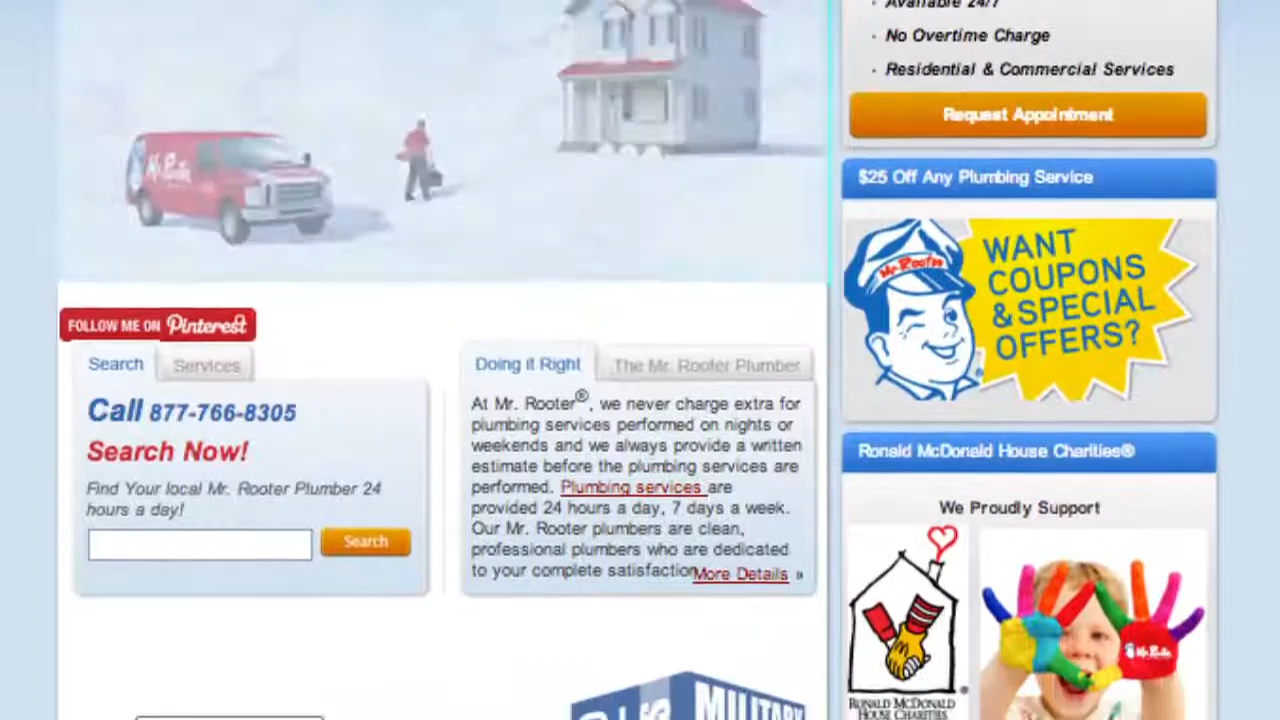 Available 24/7
No Overtime Charge
Residential & Commercial Services
Request Appointment
$25 Off Any Plumbing Service
Mr. Rooter
Mr. Rooter
WANT
COUPONS
& SPECIAL
OFFERS?
FOLLOW ME ON Pinterest
Search Services
Call 877-766-8305
Search Now!
Find Your local Mr. Rooter Plumber 24
hours a day!
Search
Doing it Right The Mr. Rooter Plumber
At Mr. Rooter®, we never charge extra for
plumbing services performed on nights or
weekends and we always provide a written
estimate before the plumbing services are
performed. Plumbing services are
provided 24 hours a day, 7 days a week.
Our Mr. Rooter plumbers are clean,
professional plumbers who are dedicated
to your complete satisfaction More Details »
Ronald McDonald House Charities®
We Proudly Support
Mr. Rooter
RONALD MCDONALD
HOUSE CHARITIES
MILITARY